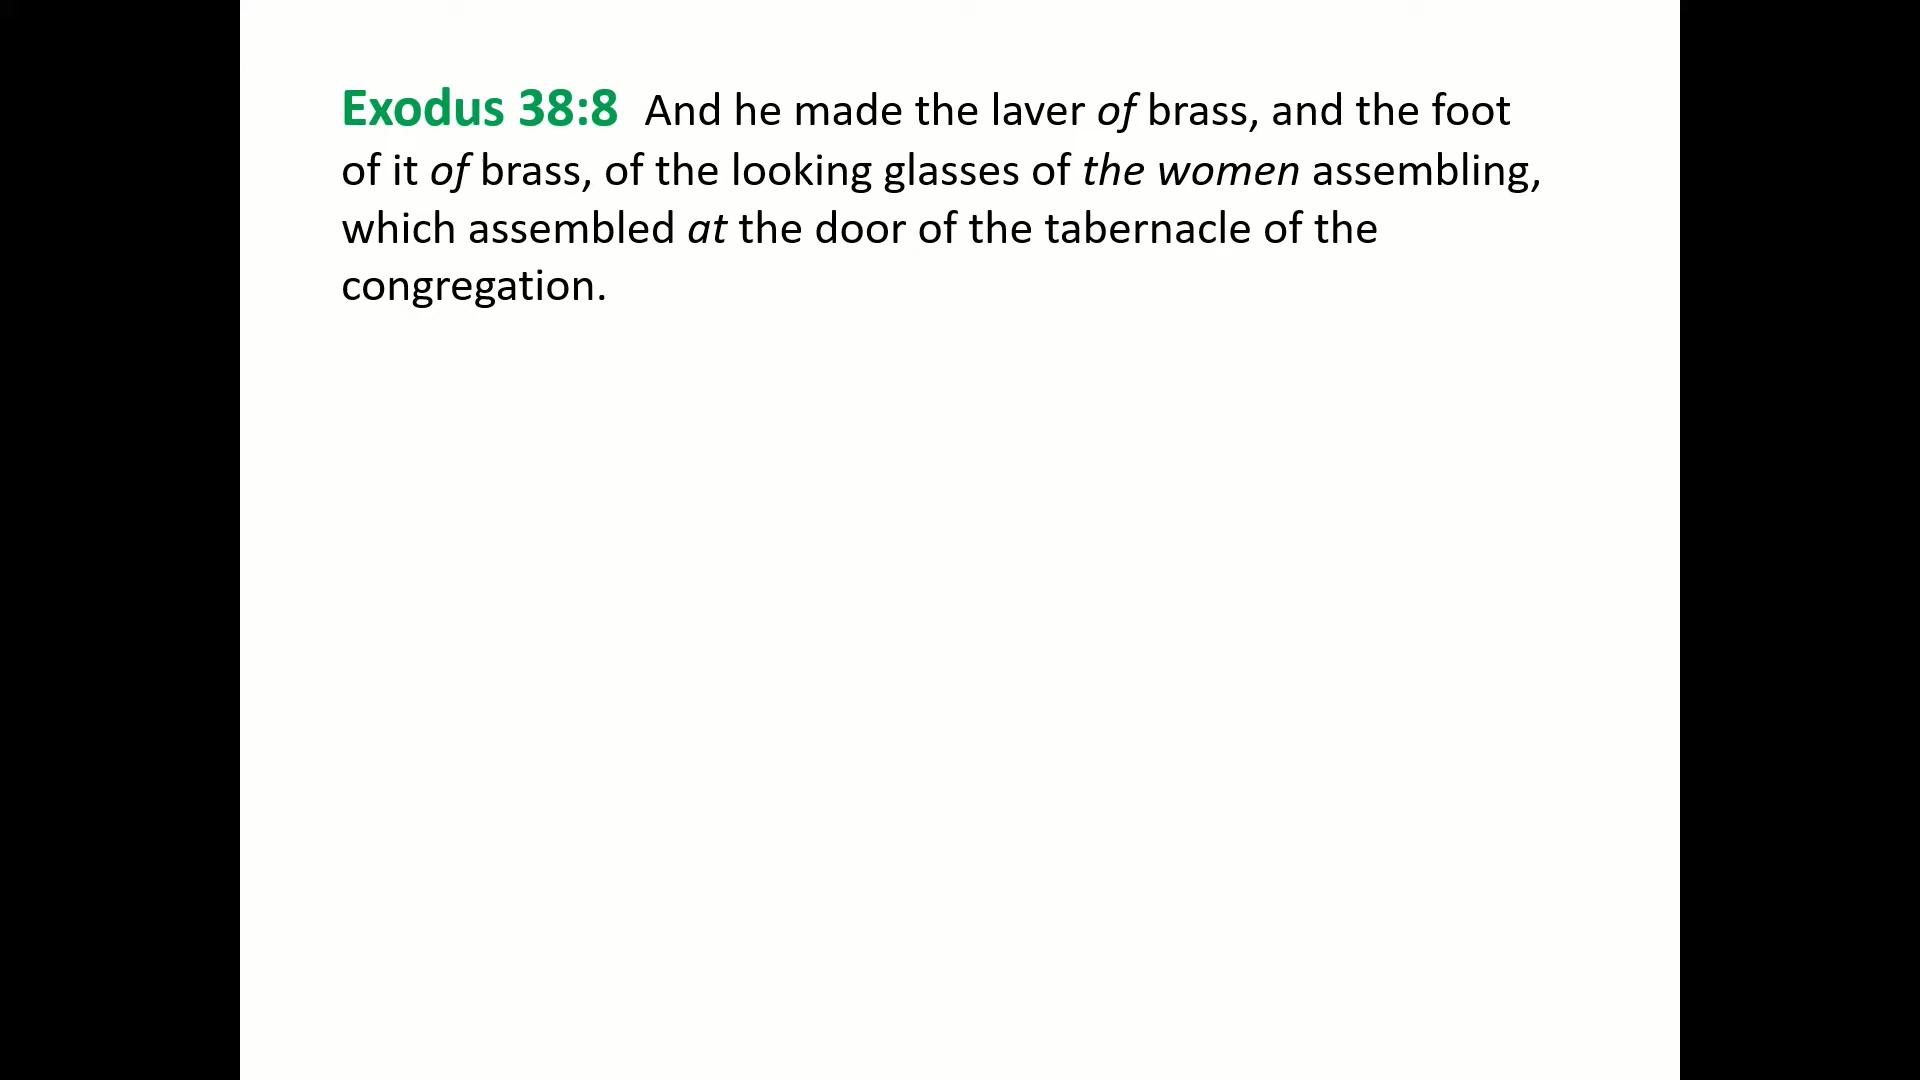 Exodus 38:8 And he made the laver of brass, and the foot
of it of brass, of the looking glasses of the women assembling,
which assembled at the door of the tabernacle of the
congregation.